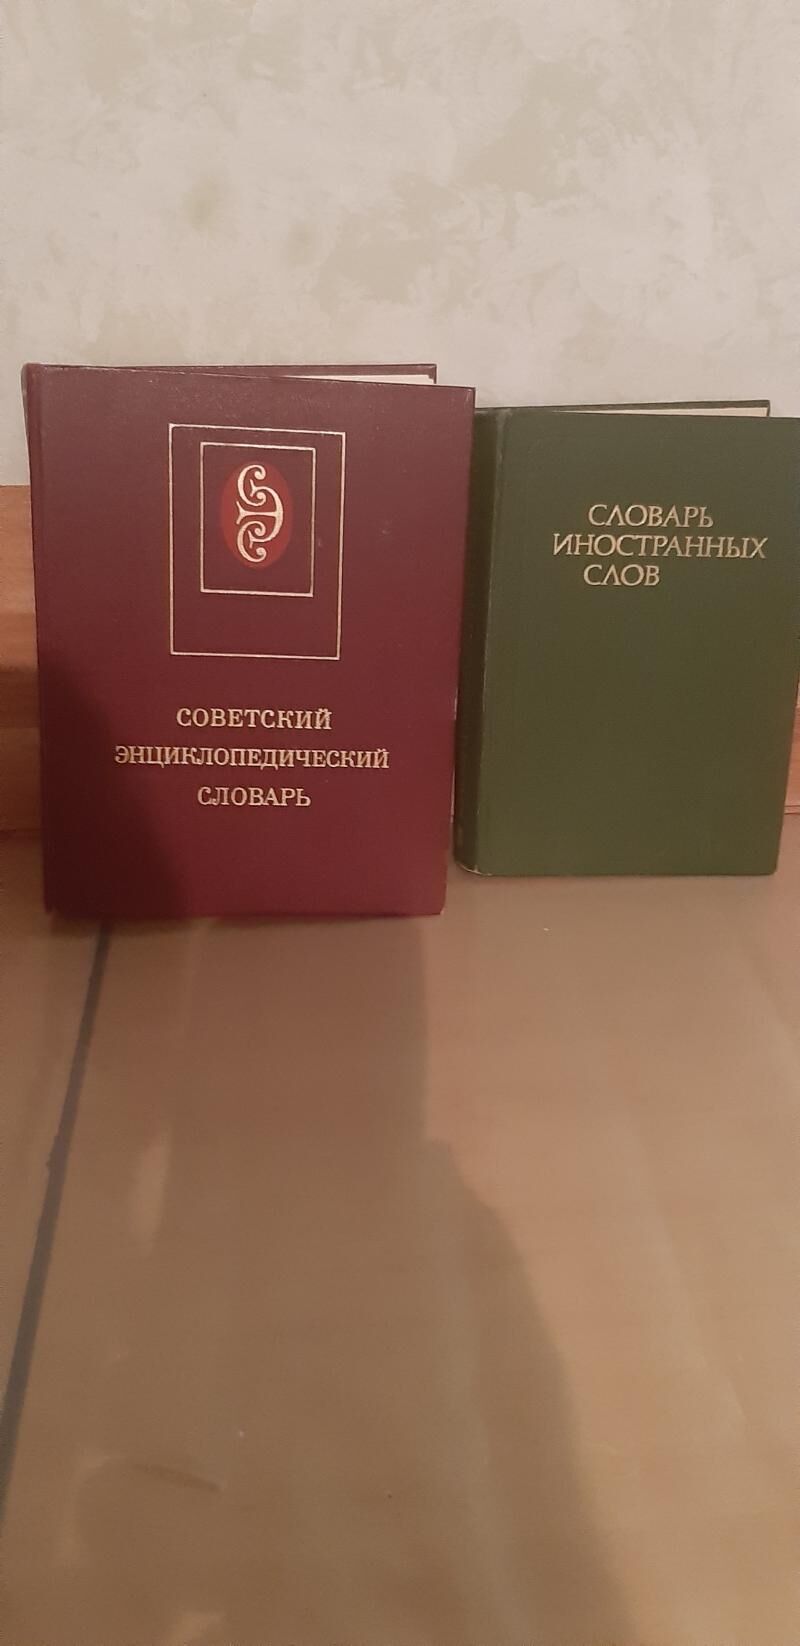 СОВЕТСКИЙ
ЭНЦИКЛОПЕДИЧЕСКИЙ
СЛОВАРЬ
СЛОВАРЬ
ИНОСТРАННЫХ
СЛОВ